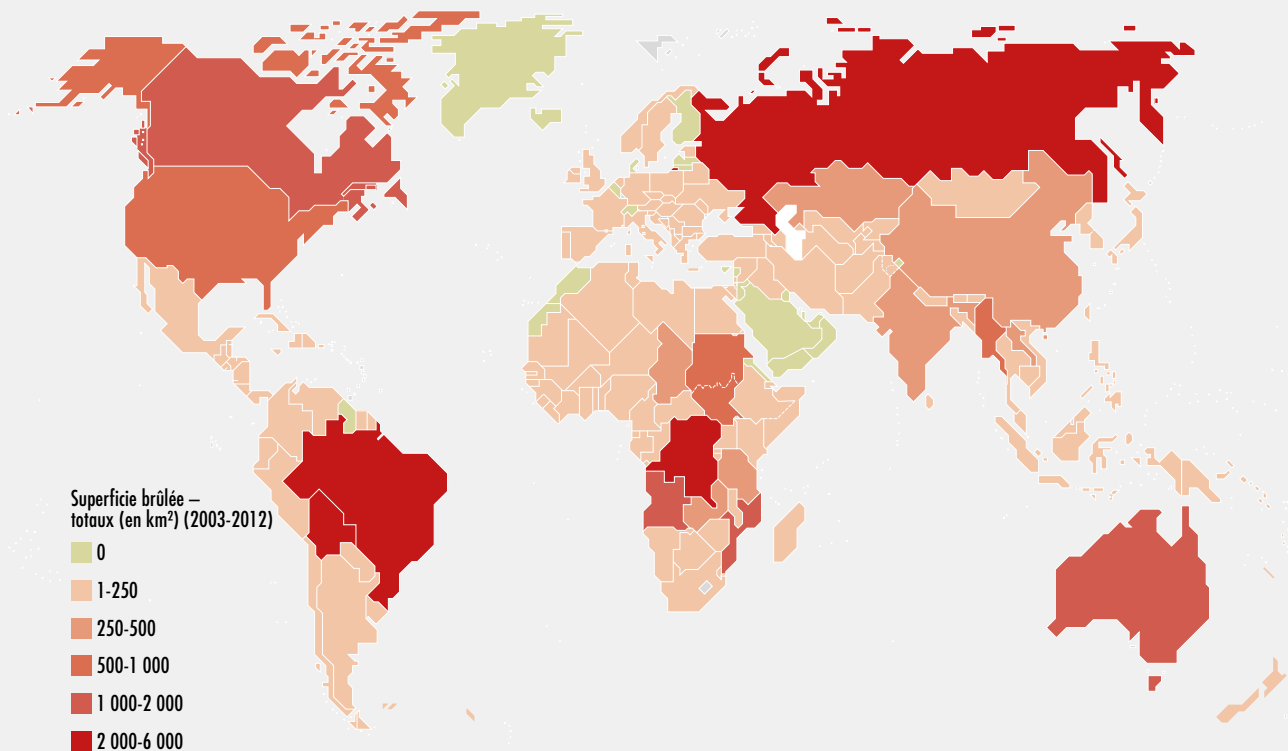 Superficie brûlée –
totaux (en km²) (2003-2012)
0
1-250
250-500
500-1 000
1 000-2 000
2 000-6 000